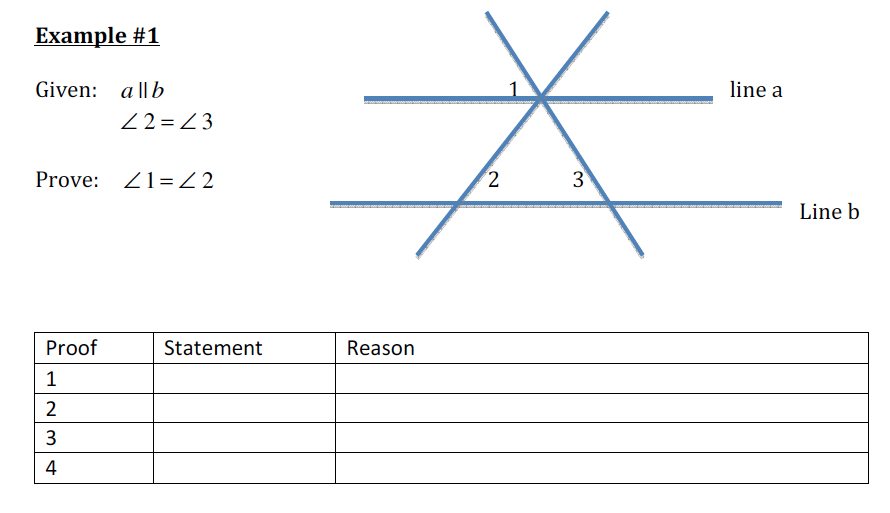 Example #1
Given: a || b
∠2 = ∠3
Prove: ∠1 = ∠2
1
line a
2 3
Line b
Proof Statement Reason
1
2
3
4